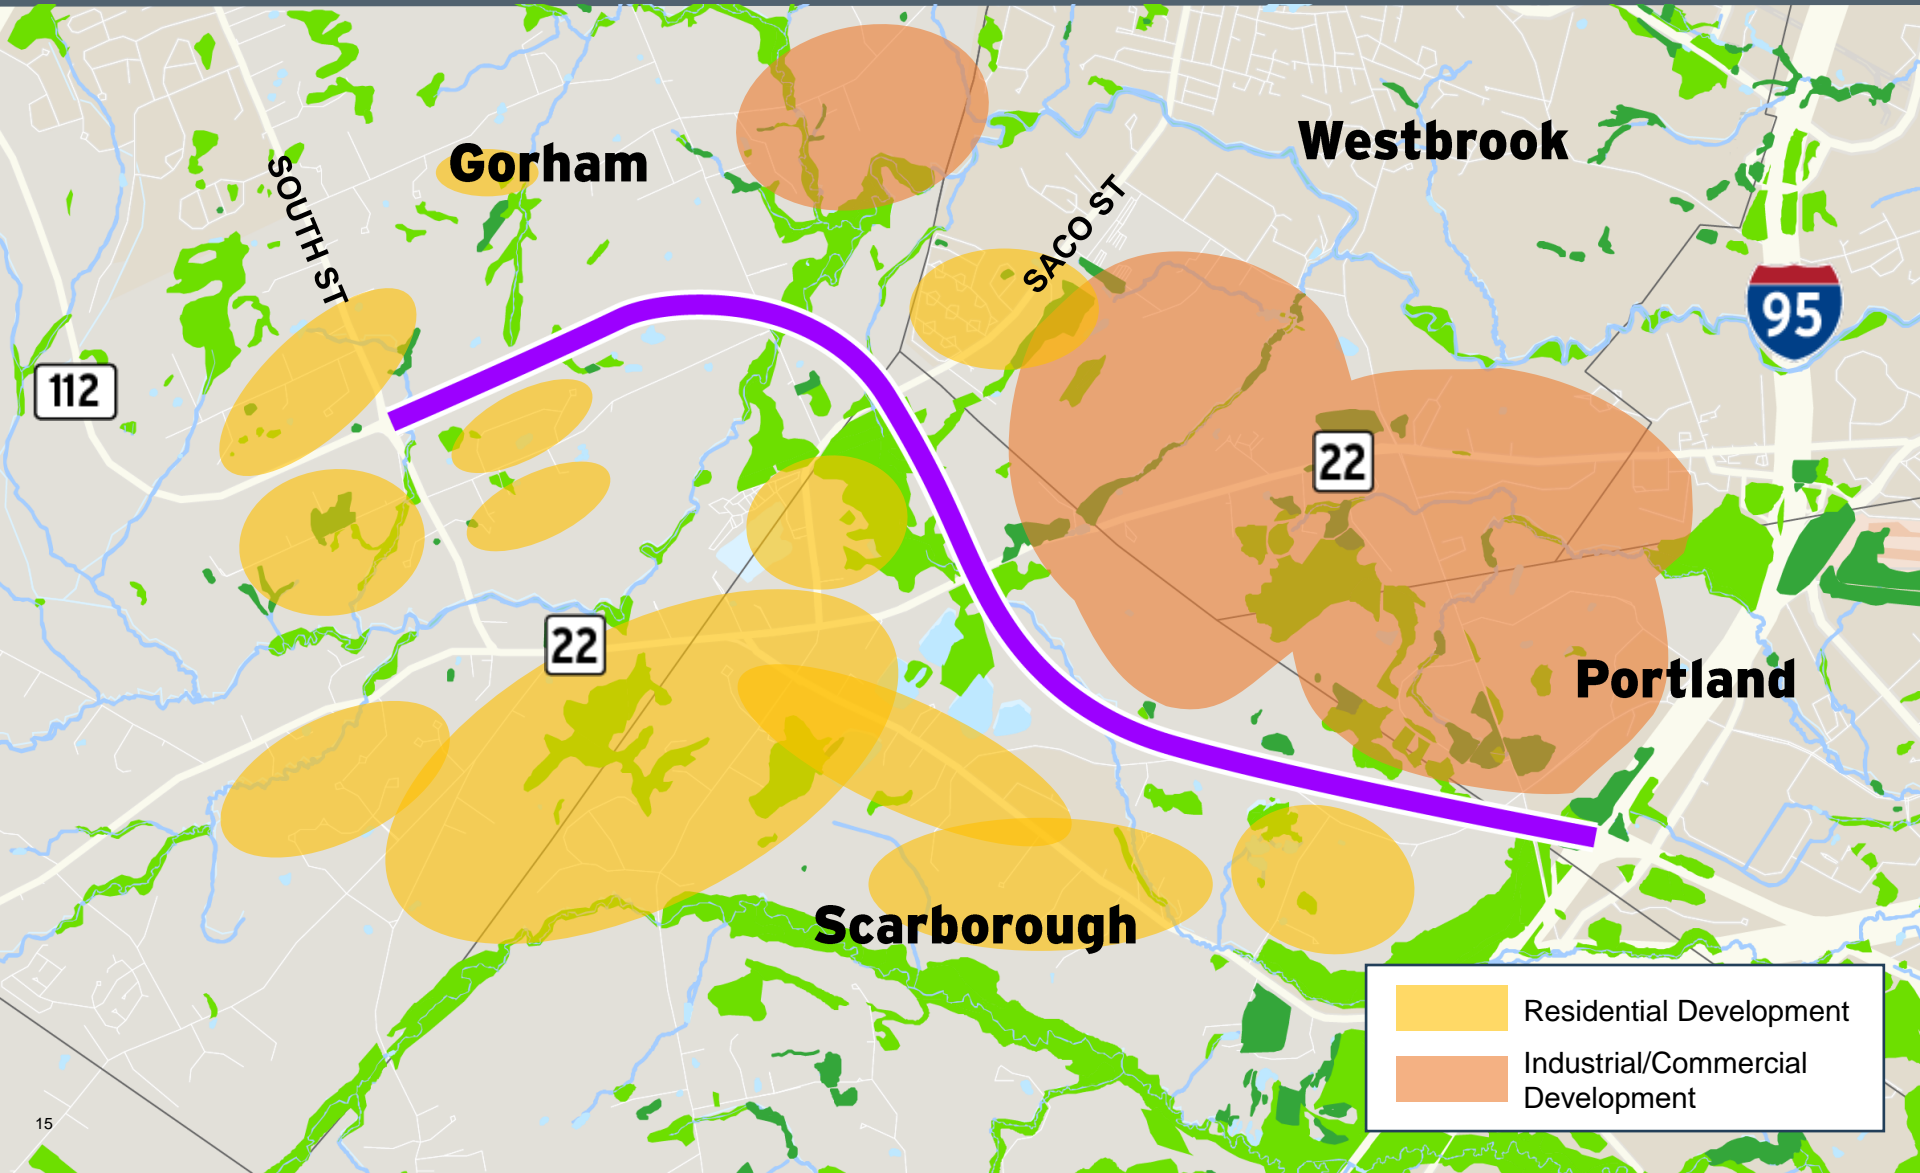 Westbrook
Gorham
SOUTH ST
SACO ST
95
112
22
22
Portland
Scarborough
Residential Development
Industrial/Commercial
Development
15